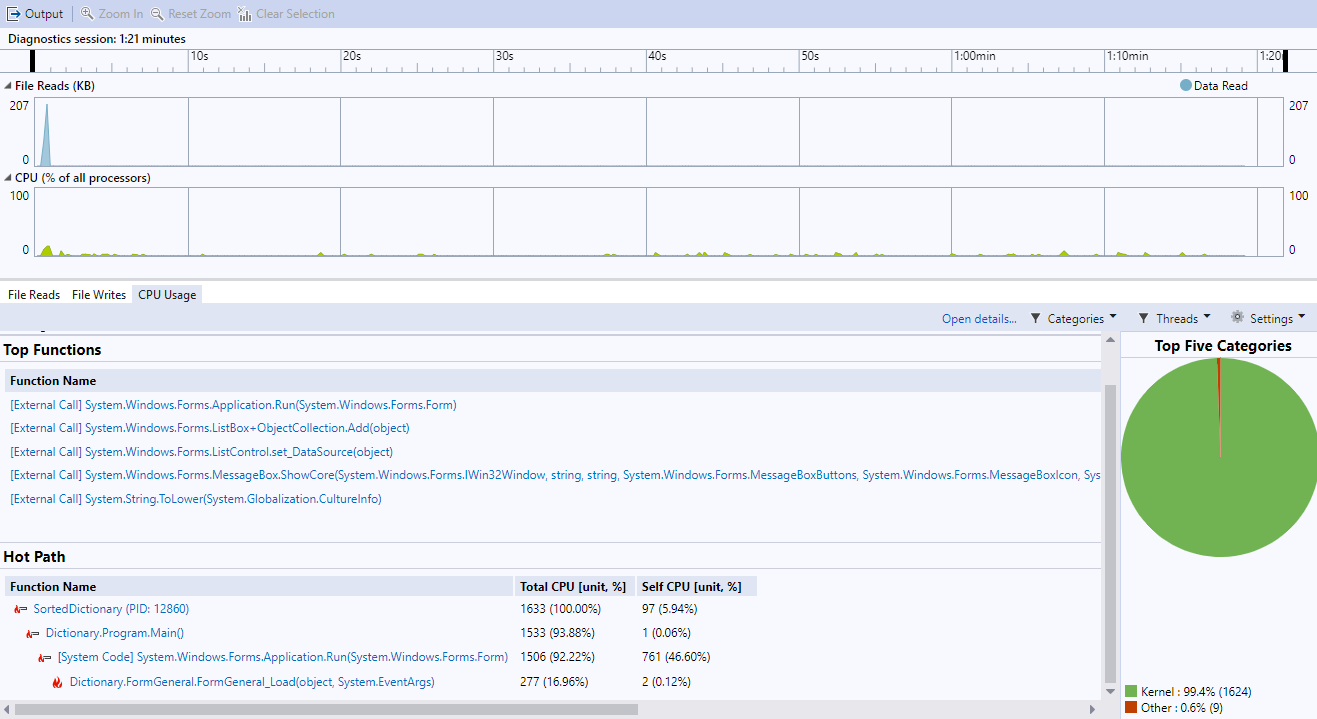 Output Zoom In Reset Zoom Clear Selection
Diagnostics session: 1:21 minutes
10s 20s 30s 40s 50s 1:00min 1:10min
File Reads (KB) Data Read
207 207
0 0
CPU (% of all processors)
100 100
0 0
File Reads File Writes CPU Usage
Open details... Categories Threads Settings
Top Functions
Function Name
[External Call] System.Windows.Forms.Application.Run(System.Windows.Forms.Form)
[External Call] System.Windows.Forms.ListBox+ObjectCollection.Add(object)
[External Call] System.Windows.Forms.ListControl.set_DataSource(object)
[External Call] System.Windows.Forms.MessageBox.ShowCore(System.Windows.Forms.IWin32Window, string, string, System.Windows.Forms.MessageBoxButtons, System.Windows.Forms.MessageBoxIcon, Sys
[External Call] System.String.ToLower(System.Globalization.CultureInfo)
Hot Path
Function Name Total CPU [unit, %] Self CPU [unit, %]
SortedDictionary (PID: 12860) 1633 (100.00%) 97 (5.94%)
Dictionary.Program.Main() 1533 (93.88%) 1 (0.06%)
[System Code] System.Windows.Forms.Application.Run(System.Windows.Forms.Form) 1506 (92.22%) 761 (46.60%)
Dictionary.FormGeneral.FormGeneral_Load(object, System.EventArgs) 277 (16.96%) 2 (0.12%)
Top Five Categories
Kernel : 99.4% (1624)
Other : 0.6% (9)